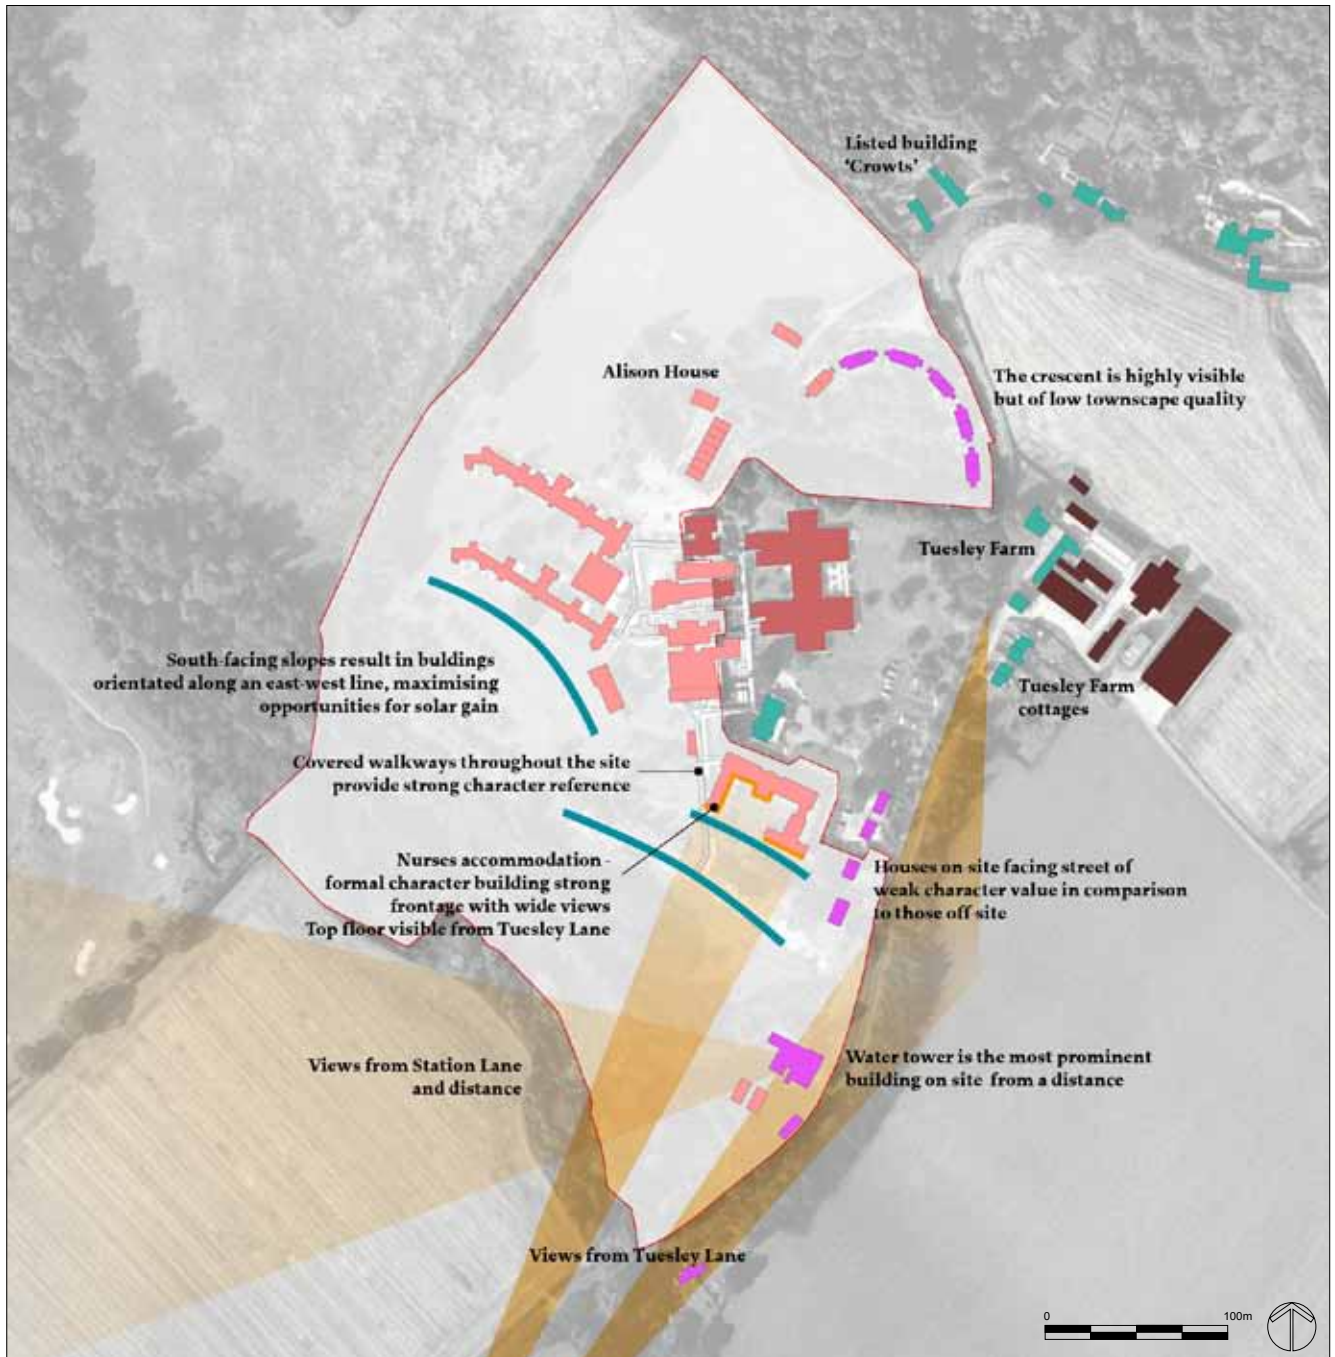 Listed building
‘Crowts’
Alison House
The crescent is highly visible
but of low townscape quality
Tuesley Farm
South-facing slopes result in buldings
orientated along an east-west line, maximising
opportunities for solar gain
Tuesley Farm
cottages
Covered walkways throughout the site
provide strong character reference
Nurses accommodation -
formal character building strong
frontage with wide views
Top floor visible from Tuesley Lane
Houses on-site facing street of
weak character value in comparison
to those off site
Views from Station Lane
and distance
Water tower is the most prominent
building on site from a distance
Views from Tuesley Lane
0 100m